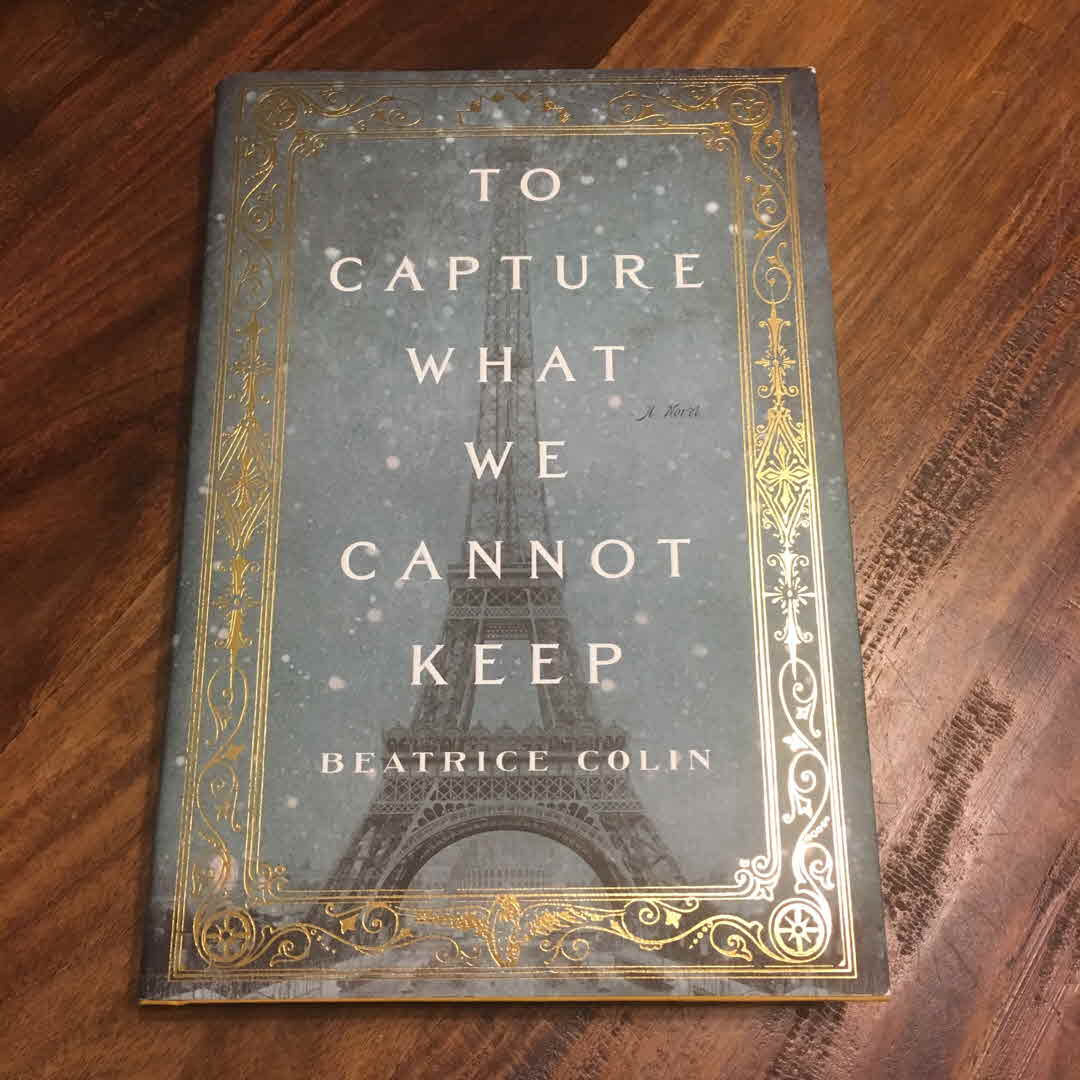 TO
CAPTURE
WHAT
A Novel
WE
CANNOT
KEEP
BEATRICE COLIN